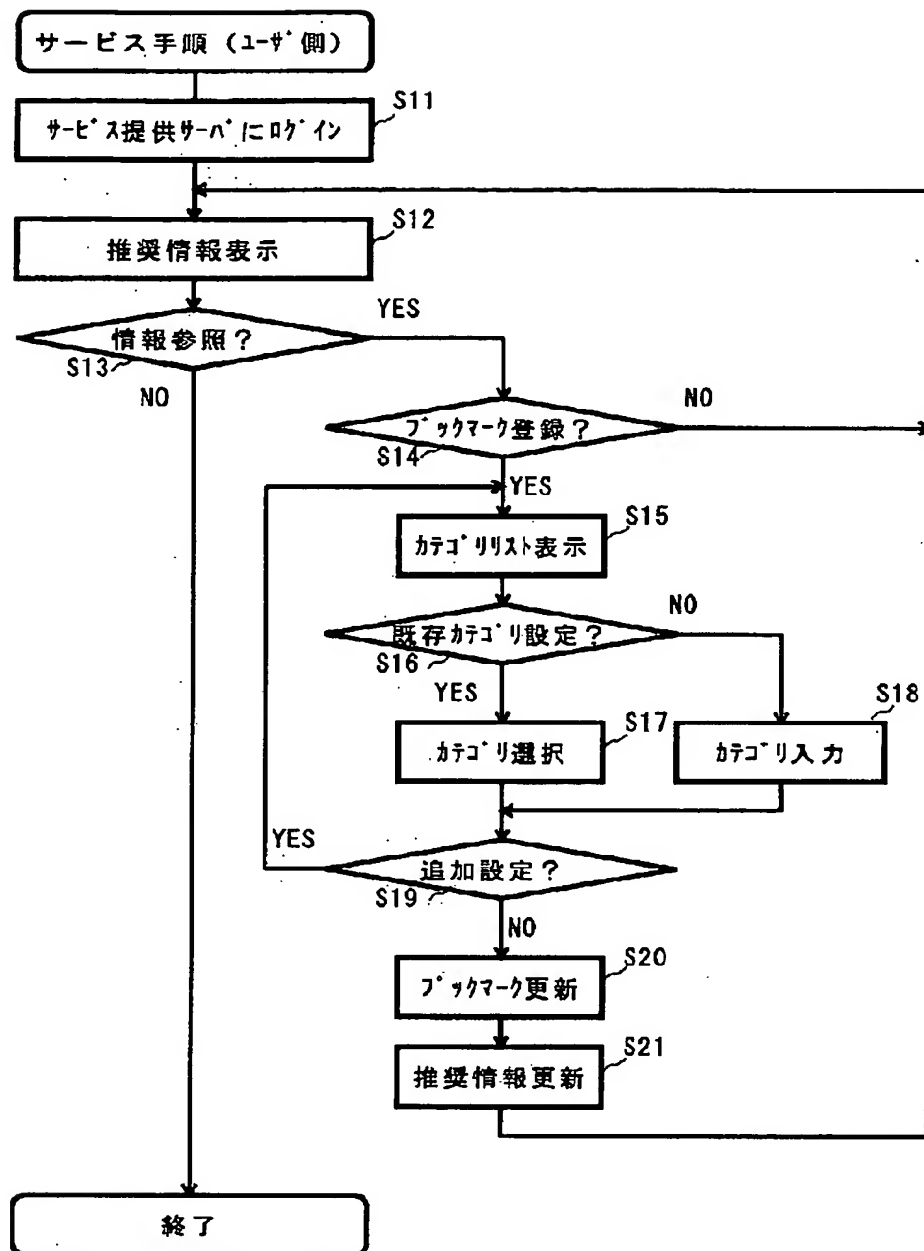 サービス手順(ユーザ側)
S11
サービス提供サーバにログイン
S12
推奨情報表示
YES
情報参照?
S13
NO
NO
ブックマーク登録?
S14
YES
S15
カテゴリリスト表示
NO
既存カテゴリ設定?
S16
YES
S18
S17
カテゴリ選択
カテゴリ入力
YES
追加設定?
S19
NO
S20
ブックマーク更新
S21
推奨情報更新
終了